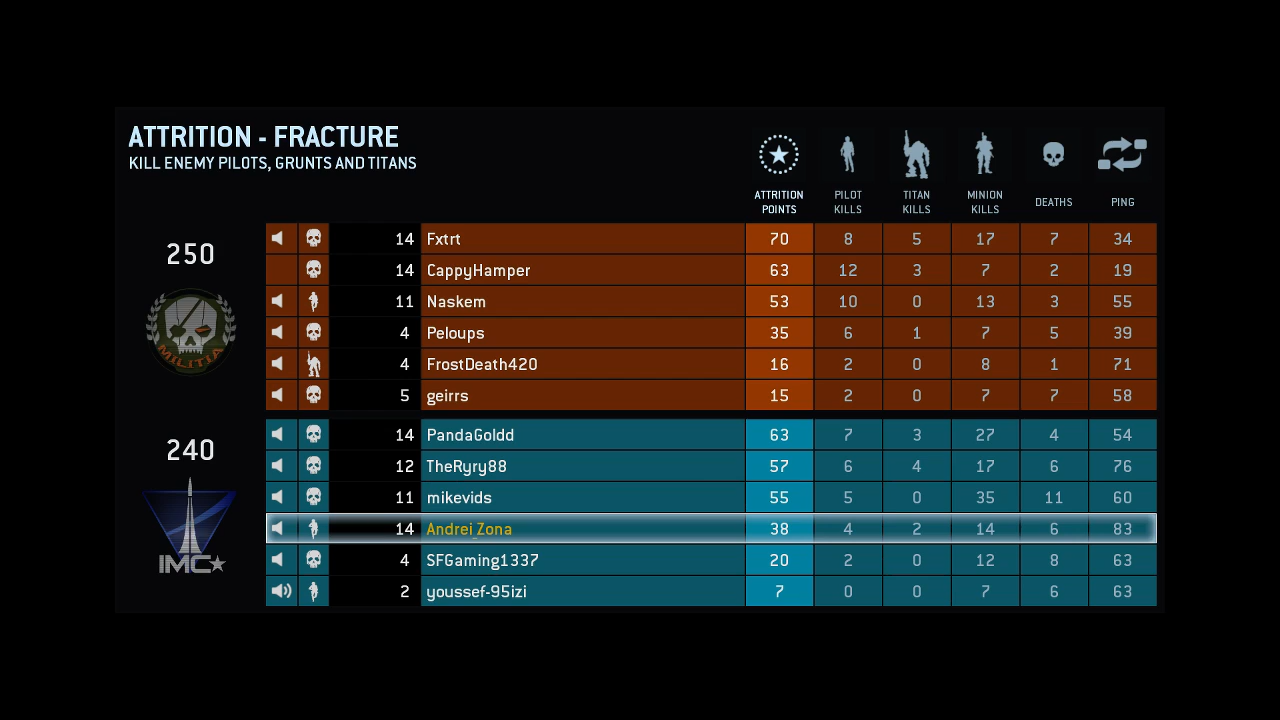 ATTRITION - FRACTURE
KILL ENEMY PILOTS, GRUNTS AND TITANS
ATTRITION POINTS
PILOT KILLS
TITAN KILLS
MINION KILLS
DEATHS
PING
250
MILITIA
14 Fxtrt 70 8 5 17 7 34
14 CappyHamper 63 12 3 7 2 19
11 Naskem 53 10 0 13 3 55
4 Peloups 35 6 1 7 5 39
4 FrostDeath420 16 2 0 8 1 71
5 geirrs 15 2 0 7 7 58
240
IMC
14 PandaGoldd 63 7 3 27 4 54
12 TheRyry88 57 6 4 17 6 76
11 mikevids 55 5 0 35 11 60
14 Andrei_Zona 38 4 2 14 6 83
4 SFGaming1337 20 2 0 12 8 63
2 youssef-95izi 7 0 0 7 6 63